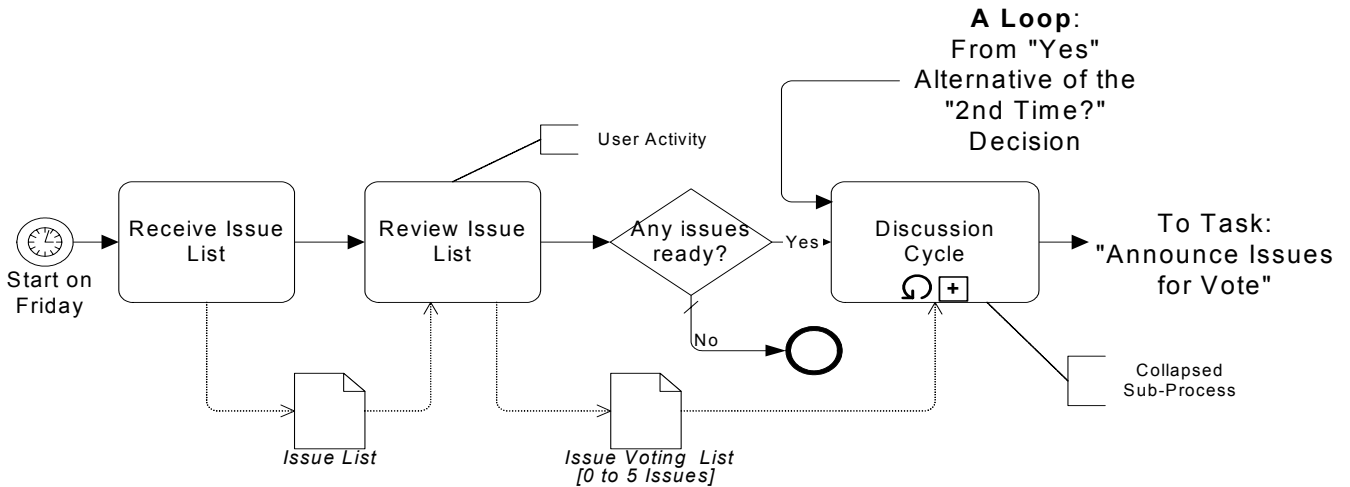 A Loop:
From "Yes"
Alternative of the
"2nd Time?"
Decision
User Activity
Receive Issue
List
Review Issue
List
Any issues
ready?
Yes
Discussion
Cycle
+
To Task:
"Announce Issues
for Vote"
Start on
Friday
No
Collapsed
Sub-Process
Issue List
Issue Voting List
[0 to 5 Issues]